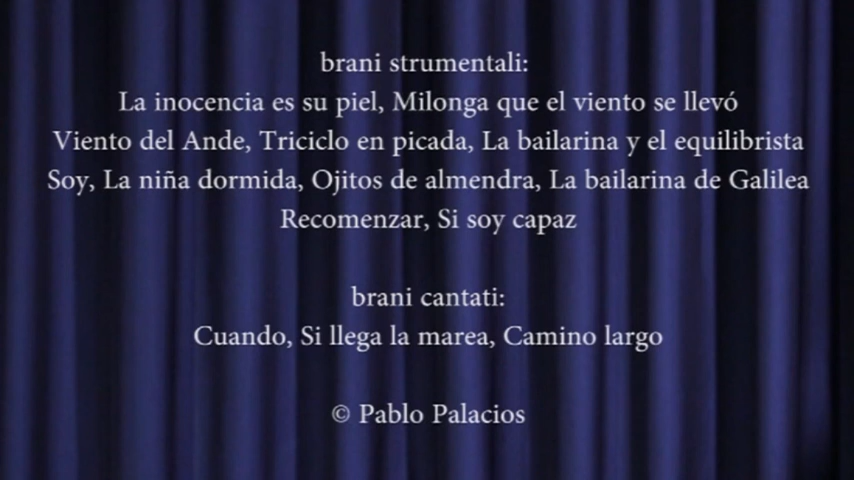 brani strumentali:
La inocencia es su piel, Milonga que el viento se llevó
Viento del Ande, Triciclo en picada, La bailarina y el equilibrista
Soy, La niña dormida, Ojitos de almendra, La bailarina de Galilea
Recomenzar, Si soy capaz
brani cantati:
Cuando, Si llega la marea, Camino largo
© Pablo Palacios